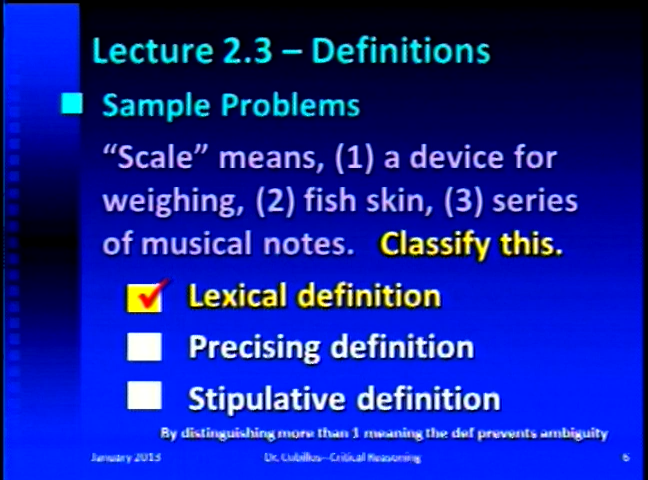 Lecture 2.3 – Definitions
Sample Problems
“Scale” means, (1) a device for
weighing, (2) fish skin, (3) series
of musical notes. Classify this.
Lexical definition
Precising definition
Stipulative definition
By distinguishing more than 1 meaning the def prevents ambiguity
January 2013 Dr. Cubillos--Critical Reasoning 6